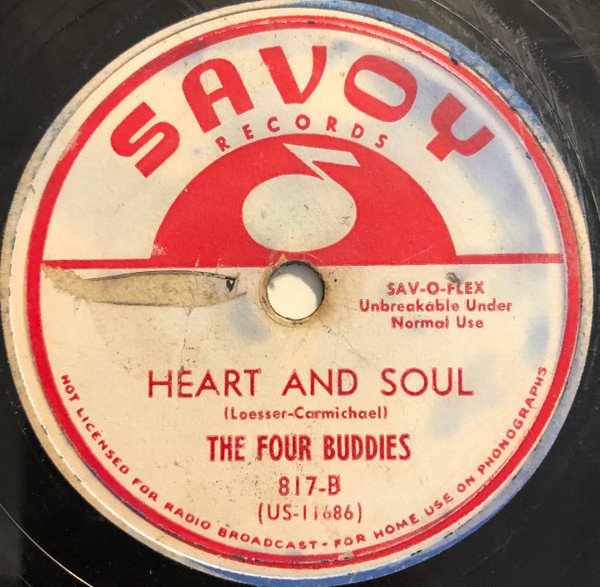 SAVOY
RECORDS
SAV-O-FLEX
Unbreakable Under
Normal Use
HEART AND SOUL
(Loesser-Carmichael)
THE FOUR BUDDIES
817-B
(US-11686)
NOT LICENSED FOR RADIO BROADCAST • FOR HOME USE ON PHONOGRAPHS